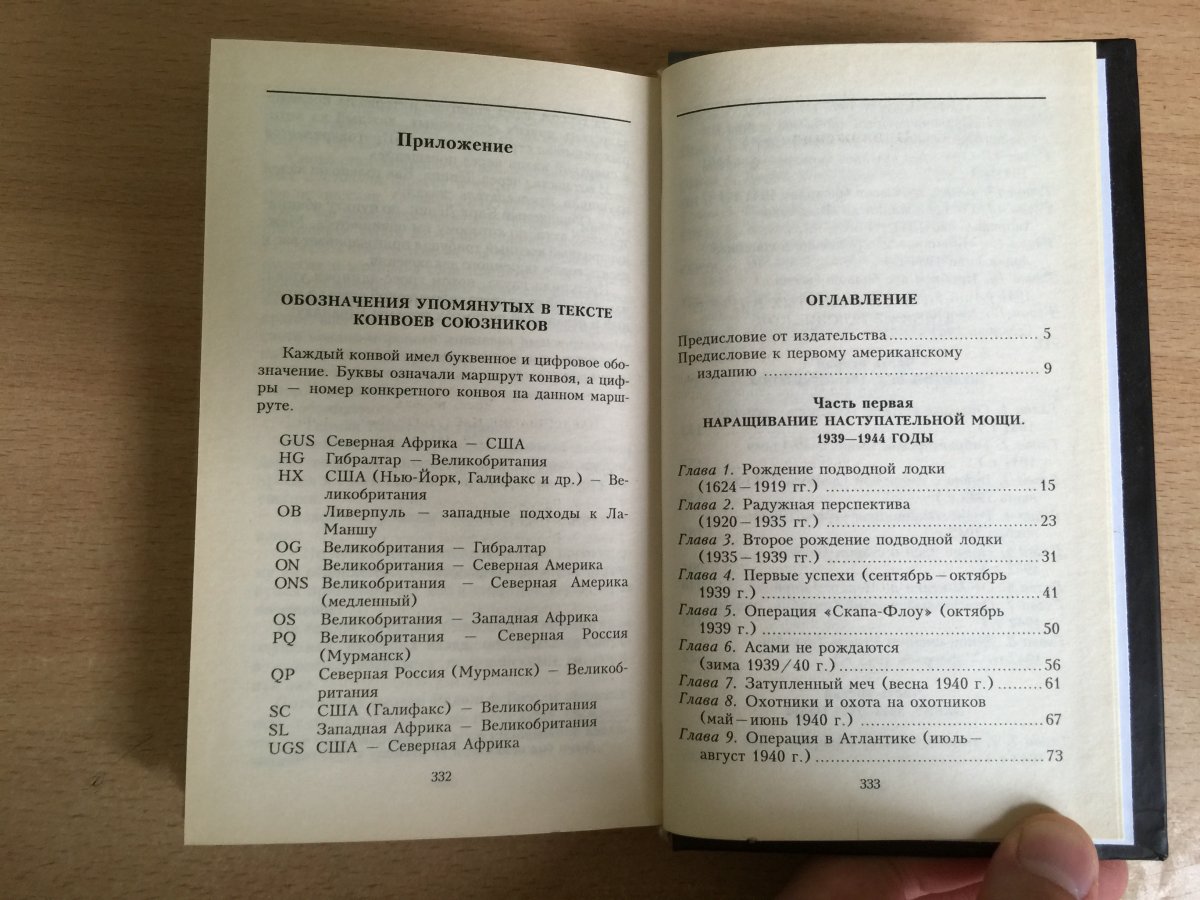 Приложение
ОБОЗНАЧЕНИЯ УПОМЯНУТЫХ В ТЕКСТЕ
КОНВОЕВ СОЮЗНИКОВ
Каждый конвой имел буквенное и цифровое обо-
значение. Буквы означали маршрут конвоя, а циф-
ры — номер конкретного конвоя на данном марш-
руте.
GUS Северная Африка — США
HG Гибралтар — Великобритания
HX США (Нью-Йорк, Галифакс и др.) — Ве-
ликобритания
OB Ливерпуль — западные подходы к Ла-
Маншу
OG Великобритания — Гибралтар
ON Великобритания — Северная Америка
ONS Великобритания — Северная Америка
(медленный)
OS Великобритания — Западная Африка
PQ Великобритания — Северная Россия
(Мурманск)
QP Северная Россия (Мурманск) — Великоб-
ритания
SC США (Галифакс) — Великобритания
SL Западная Африка — Великобритания
UGS США — Северная Африка
332
ОГЛАВЛЕНИЕ
Предисловие от издательства.................................. 5
Предисловие к первому американскому
изданию .................................................. 9
Часть первая
НАРАЩИВАНИЕ НАСТУПАТЕЛЬНОЙ МОЩИ.
1939—1944 ГОДЫ
Глава 1. Рождение подводной лодки
(1624—1919 гг.) ........................................15
Глава 2. Радужная перспектива
(1920—1935 гг.) ........................................23
Глава 3. Второе рождение подводной лодки
(1935—1939 гг.) ........................................31
Глава 4. Первые успехи (сентябрь—октябрь
1939 г.) ..................................................41
Глава 5. Операция «Скапа-Флоу» (октябрь
1939 г.) ..................................................50
Глава 6. Асами не рождаются
(зима 1939/40 г.)......................................56
Глава 7. Затупленный меч (весна 1940 г.).........61
Глава 8. Охотники и охота на охотников
(май—июнь 1940 г.) ...................................67
Глава 9. Операция в Атлантике (июль—
август 1940 г.) ..........................................73
333